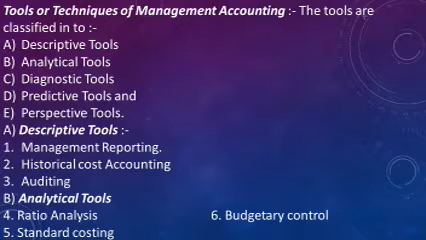 Tools or Techniques of Management Accounting :- The tools are
classified in to :-
A) Descriptive Tools
B) Analytical Tools
C) Diagnostic Tools
D) Predictive Tools and
E) Perspective Tools.
A) Descriptive Tools :-
1. Management Reporting.
2. Historical cost Accounting
3. Auditing
B) Analytical Tools
4. Ratio Analysis 6. Budgetary control
5. Standard costing